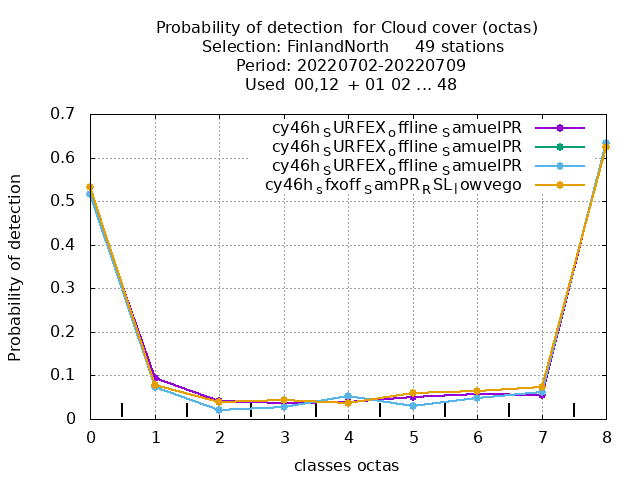 Probability of detection for Cloud cover (octas)
Selection: FinlandNorth 49 stations
Period: 20220702-20220709
Used 00,12 + 01 02 ... 48
cy46h_SURFEX_offline_SamuelPR
cy46h_SURFEX_offline_SamuelPR
cy46h_SURFEX_offline_SamuelPR
cy46h_sfxoff_SamPR_RSL_lowvego
0.7
0.6
0.5
0.4
0.3
0.2
0.1
0
Probability of detection
0 1 2 3 4 5 6 7 8
classes octas